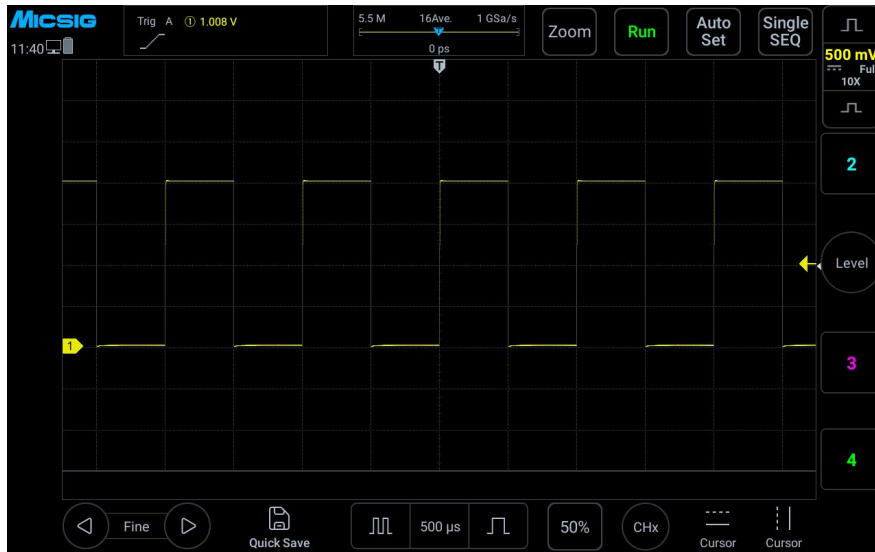 MICSIG
11:40
Trig A ① 1.008 V
5.5 M 16Ave. 1 GSa/s
0 ps
T
Zoom
Run
Auto
Set
Single
SEQ
500 mV
Ful
10X
2
Level
1
3
4
Fine
Quick Save
500 µs
50%
CHx
Cursor
Cursor